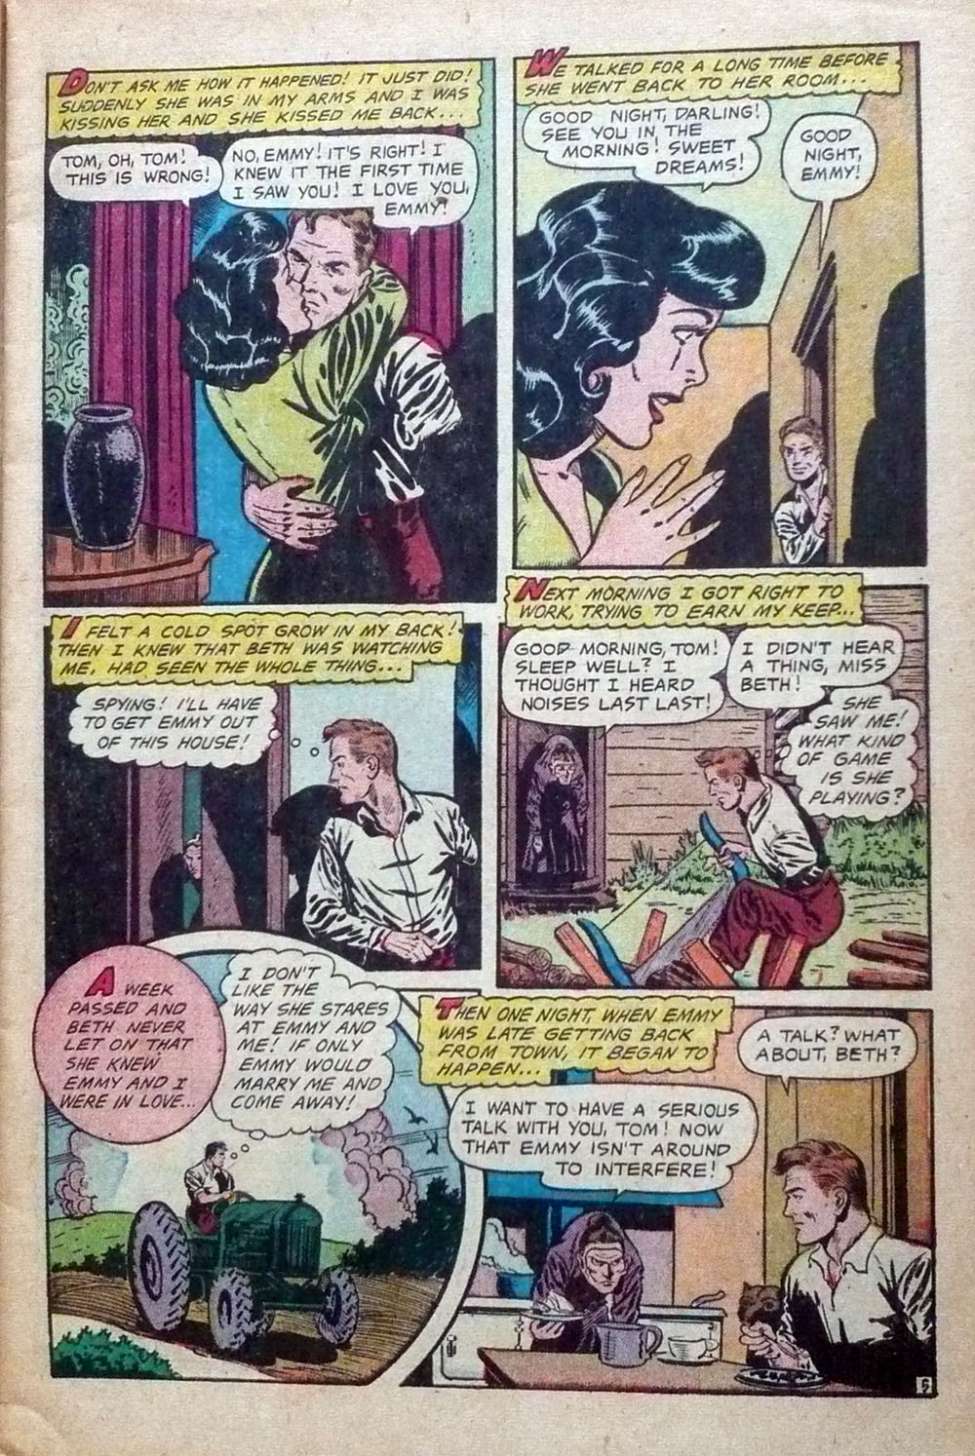 DON'T ASK ME HOW IT HAPPENED! IT JUST DID!
SUDDENLY SHE WAS IN MY ARMS AND I WAS
KISSING HER AND SHE KISSED ME BACK...
TOM, OH, TOM!
THIS IS WRONG!
NO, EMMY! IT'S RIGHT! I
KNEW IT THE FIRST TIME
I SAW YOU! I LOVE YOU,
EMMY!
WE TALKED FOR A LONG TIME BEFORE
SHE WENT BACK TO HER ROOM...
GOOD NIGHT, DARLING!
SEE YOU IN THE
MORNING! SWEET
DREAMS!
GOOD
NIGHT,
EMMY!
I FELT A COLD SPOT GROW IN MY BACK!
THEN I KNEW THAT BETH WAS WATCHING
ME, HAD SEEN THE WHOLE THING...
SPYING! I'LL HAVE
TO GET EMMY OUT
OF THIS HOUSE!
NEXT MORNING I GOT RIGHT TO
WORK, TRYING TO EARN MY KEEP...
GOOD MORNING, TOM!
SLEEP WELL? I
THOUGHT I HEARD
NOISES LAST LAST!
I DIDN'T HEAR
A THING, MISS
BETH!
SHE
SAW ME!
WHAT KIND
OF GAME
IS SHE
PLAYING?
A WEEK
PASSED AND
BETH NEVER
LET ON THAT
SHE KNEW
EMMY AND I
WERE IN LOVE...
I DON'T
LIKE THE
WAY SHE STARES
AT EMMY AND
ME! IF ONLY
EMMY WOULD
MARRY ME AND
COME AWAY!
THEN ONE NIGHT, WHEN EMMY
WAS LATE GETTING BACK
FROM TOWN, IT BEGAN TO
HAPPEN...
I WANT TO HAVE A SERIOUS
TALK WITH YOU, TOM! NOW
THAT EMMY ISN'T AROUND
TO INTERFERE!
A TALK? WHAT
ABOUT, BETH?
5